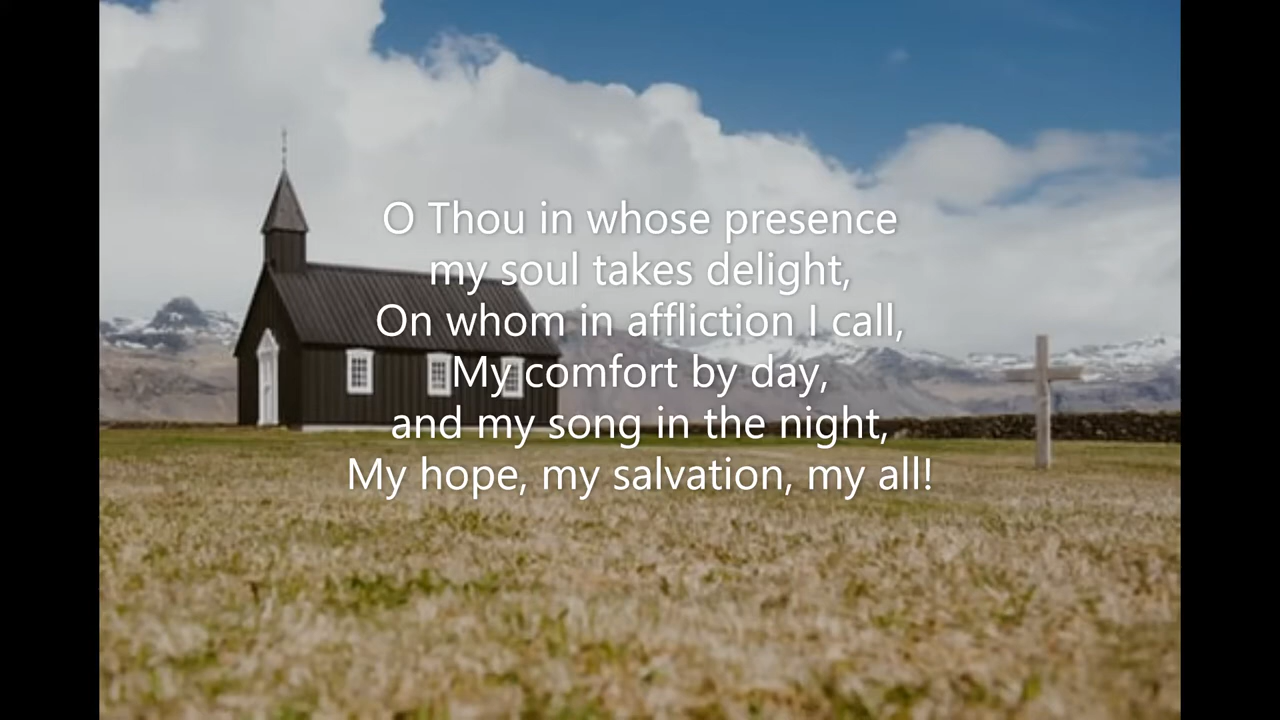 O Thou in whose presence
my soul takes delight,
On whom in affliction I call,
My comfort by day,
and my song in the night,
My hope, my salvation, my all!